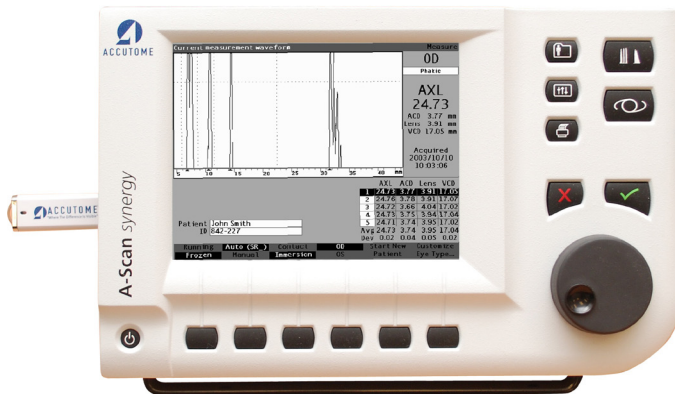 ACCUTOME
Current measurement waveform Measure
OD
Phakic
AXL
24.73
ACD 3.77 mm
Lens 3.91 mm
VCD 17.05 mm
Acquired
2003/10/10
10:03:06
5 10 15 20 30 40 mm
AXL ACD Lens VCD
1 24.73 3.77 3.91 17.05
2 24.76 3.78 3.91 17.07
3 24.72 3.66 4.04 17.02
4 24.73 3.75 3.94 17.04
5 24.71 3.74 3.95 17.02
Avg 24.73 3.74 3.95 17.04
Dev 0.02 0.04 0.05 0.02
Patient John Smith
ID 842-227
Running Auto (SR ) Contact OD Start New Customize
Frozen Manual Immersion OS Patient Eye Type...
A-Scan synergy
ACCUTOME